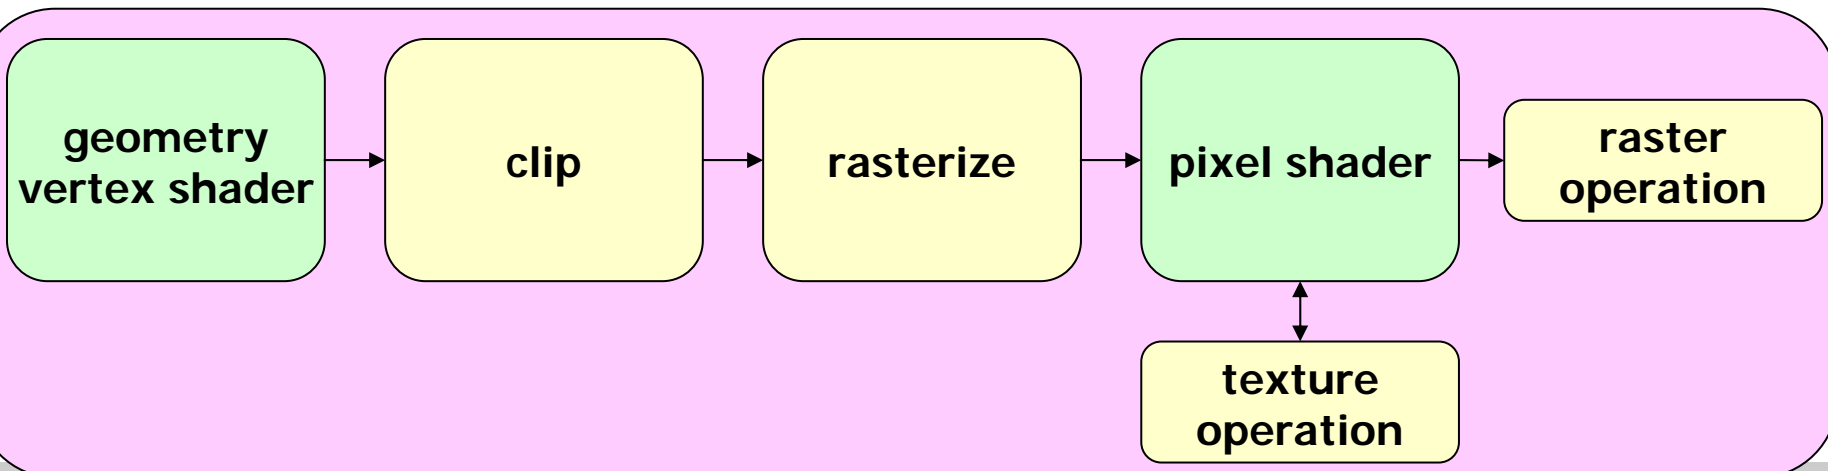 geometry
vertex shader
clip
rasterize
pixel shader
raster
operation
texture
operation